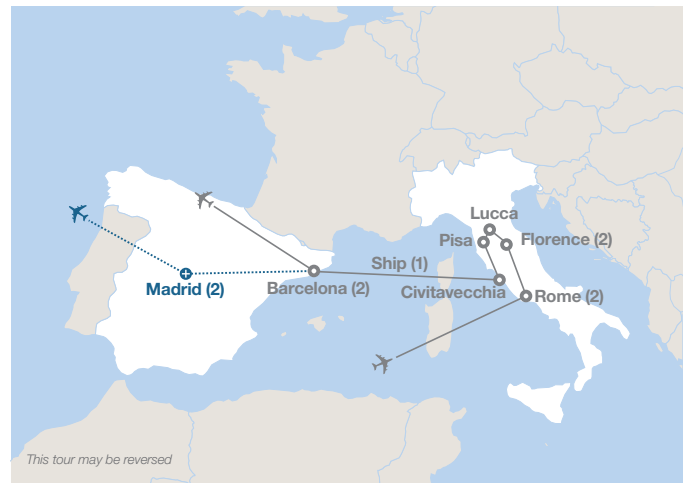 Lucca
Pisa
Florence (2)
Ship (1)
Madrid (2)
Barcelona (2)
Civitavecchia
Rome (2)
This tour may be reversed